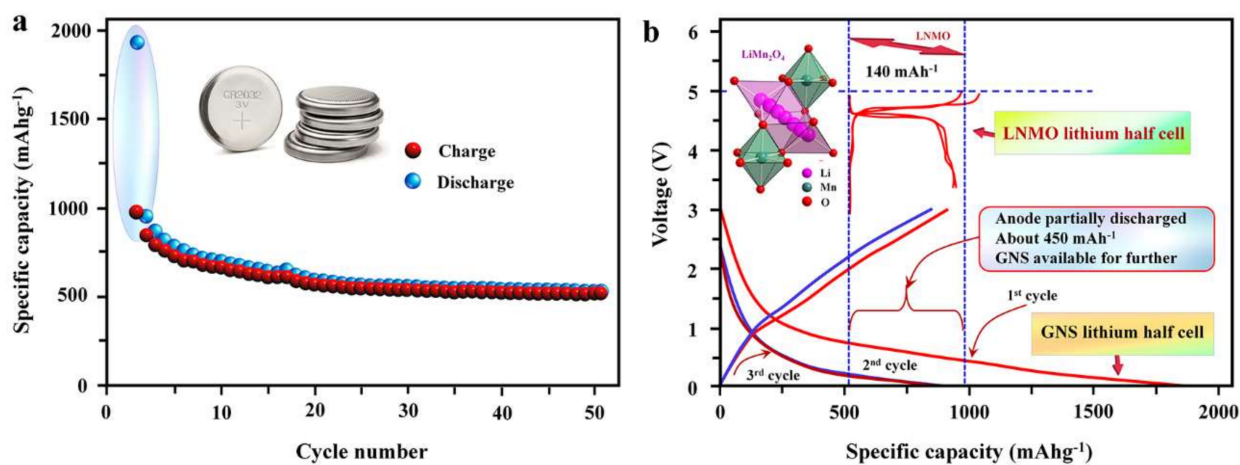 a
Specific capacity (mAhg⁻¹)
2000
1500
1000
500
0
CR2032
3V
+
Charge
Discharge
0
10
20
30
40
50
Cycle number
b
Voltage (V)
6
5
4
3
2
1
0
LiMn₂O₄
Li
Mn
O
LNMO
140 mAh⁻¹
LNMO lithium half cell
Anode partially discharged
About 450 mAh⁻¹
GNS available for further
1ˢᵗ cycle
GNS lithium half cell
2ⁿᵈ cycle
3ʳᵈ cycle
0
500
1000
1500
2000
Specific capacity (mAhg⁻¹)